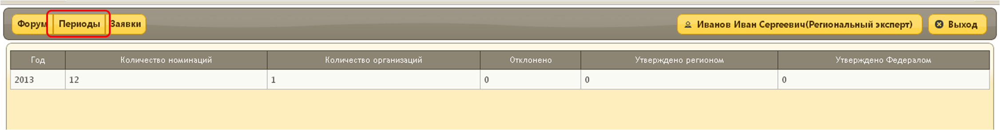 Форум Периоды Заявки Иванов Иван Сергеевич(Региональный эксперт) Выход
Год Количество номинаций Количество организаций Отклонено Утверждено регионом Утверждено Федералом
2013 12 1 0 0 0